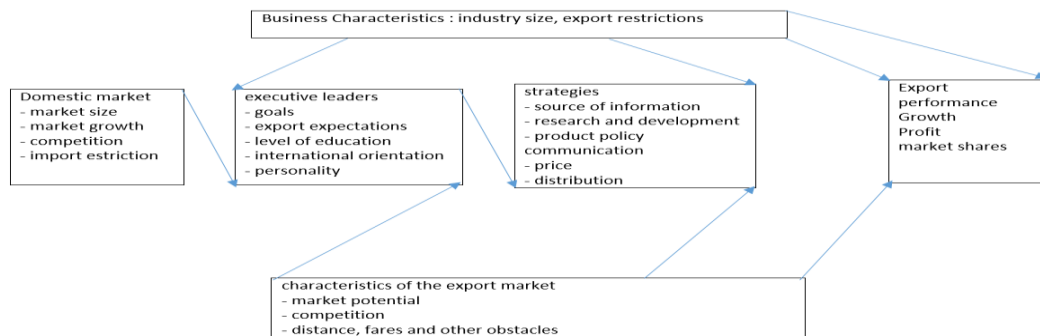 Business Characteristics : industry size, export restrictions
Domestic market
- market size
- market growth
- competition
- import estriction
executive leaders
- goals
- export expectations
- level of education
- international orientation
- personality
strategies
- source of information
- research and development
- product policy
communication
- price
- distribution
Export
performance
Growth
Profit
market shares
characteristics of the export market
- market potential
- competition
- distance, fares and other obstacles